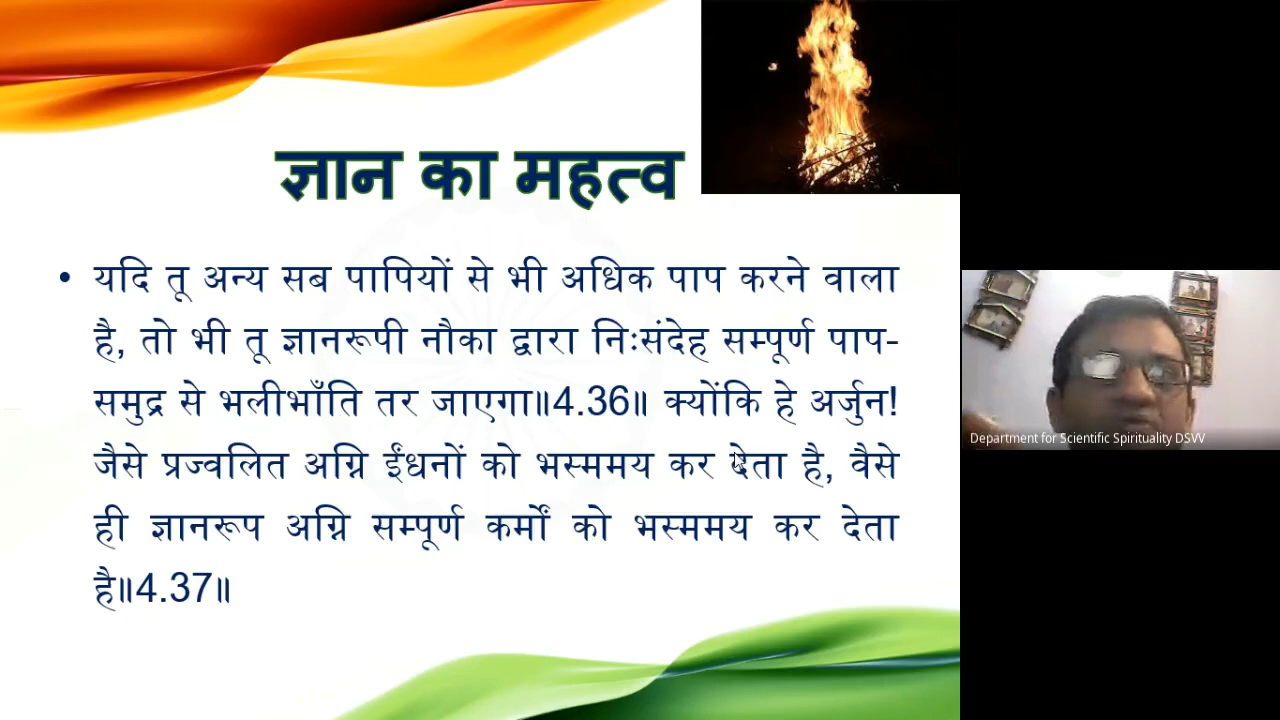 ज्ञान का महत्व
• यदि तू अन्य सब पापियों से भी अधिक पाप करने वाला
है, तो भी तू ज्ञानरूपी नौका द्वारा निःसंदेह सम्पूर्ण पाप-
समुद्र से भलीभाँति तर जाएगा॥4.36॥ क्योंकि हे अर्जुन!
जैसे प्रज्वलित अग्नि ईंधनों को भस्ममय कर देता है, वैसे
ही ज्ञानरूप अग्नि सम्पूर्ण कर्मों को भस्ममय कर देता
है॥4.37॥
Department for Scientific Spirituality DSVV